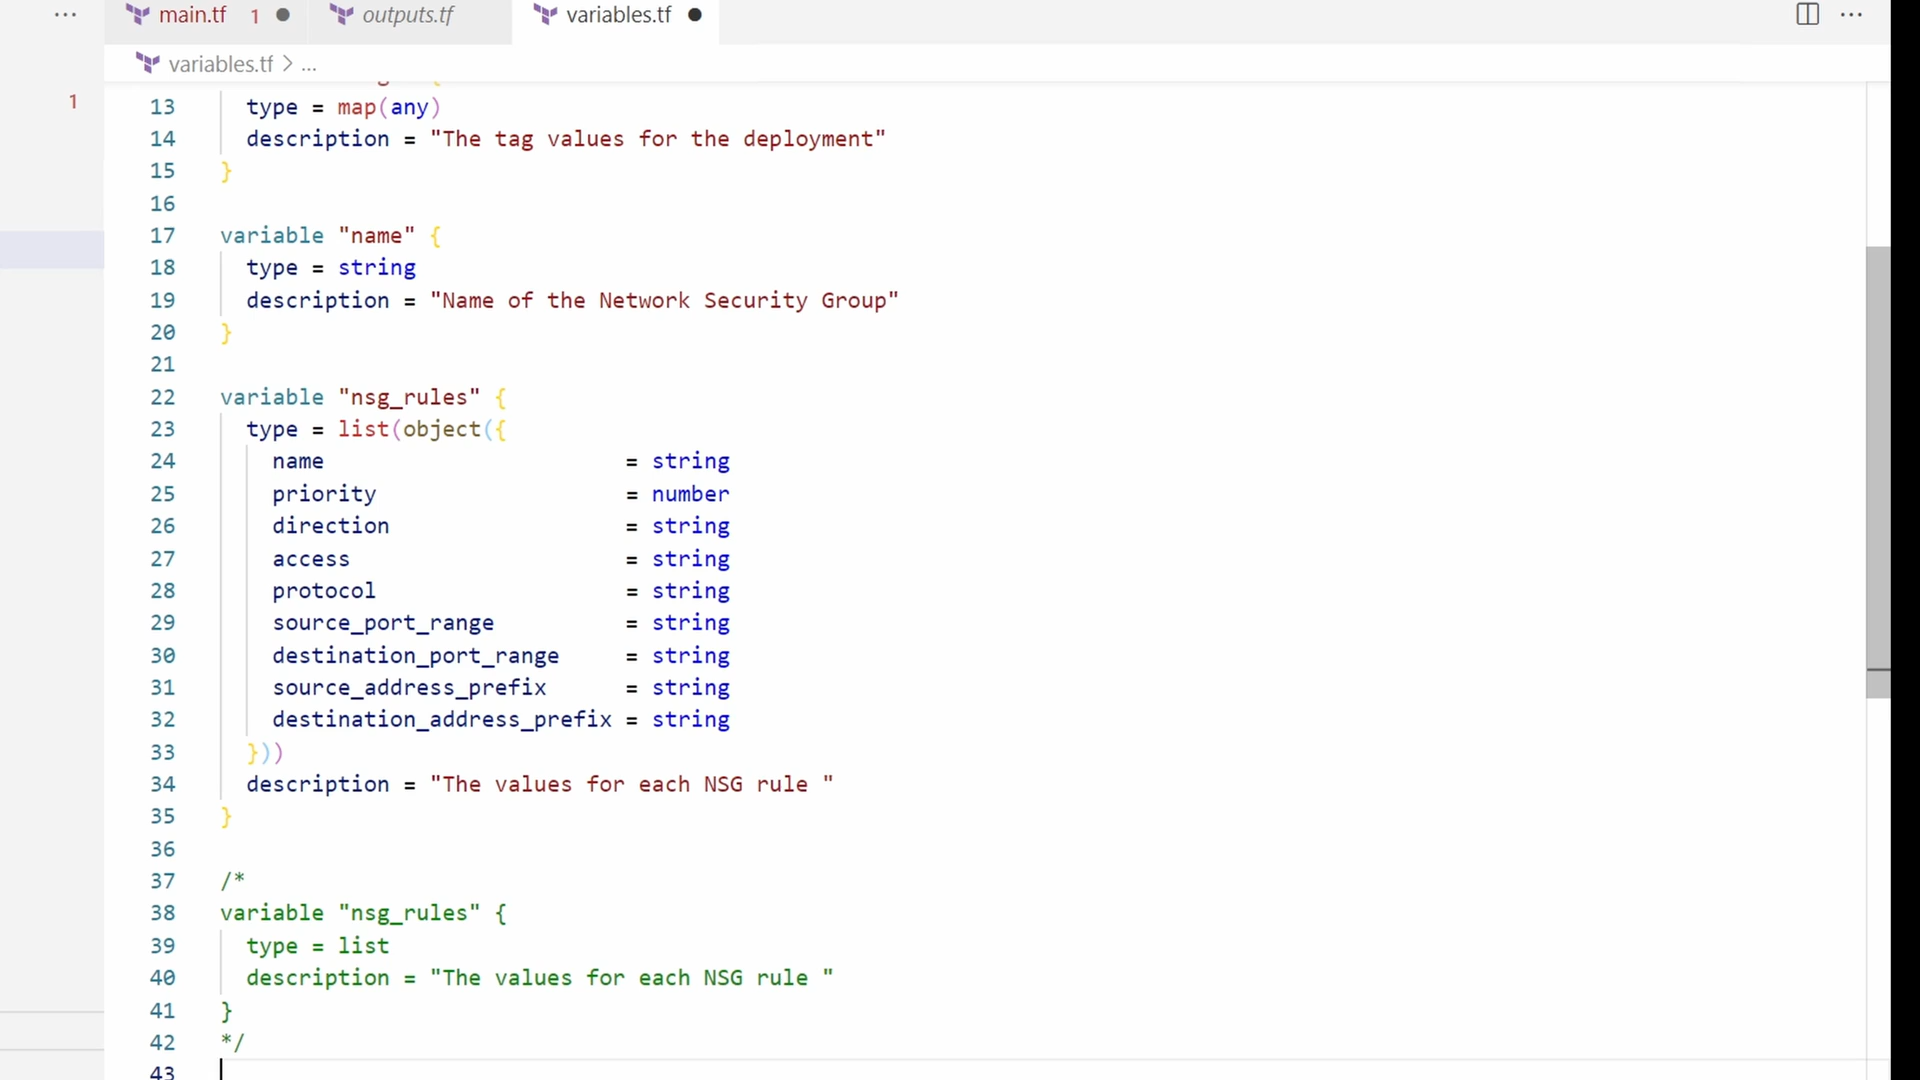 ... main.tf 1 outputs.tf variables.tf ...
variables.tf > ...
1
13 type = map(any)
14 description = "The tag values for the deployment"
15 }
16
17 variable "name" {
18 type = string
19 description = "Name of the Network Security Group"
20 }
21
22 variable "nsg_rules" {
23 type = list(object({
24 name = string
25 priority = number
26 direction = string
27 access = string
28 protocol = string
29 source_port_range = string
30 destination_port_range = string
31 source_address_prefix = string
32 destination_address_prefix = string
33 }))
34 description = "The values for each NSG rule "
35 }
36
37 /*
38 variable "nsg_rules" {
39 type = list
40 description = "The values for each NSG rule "
41 }
42 */
43